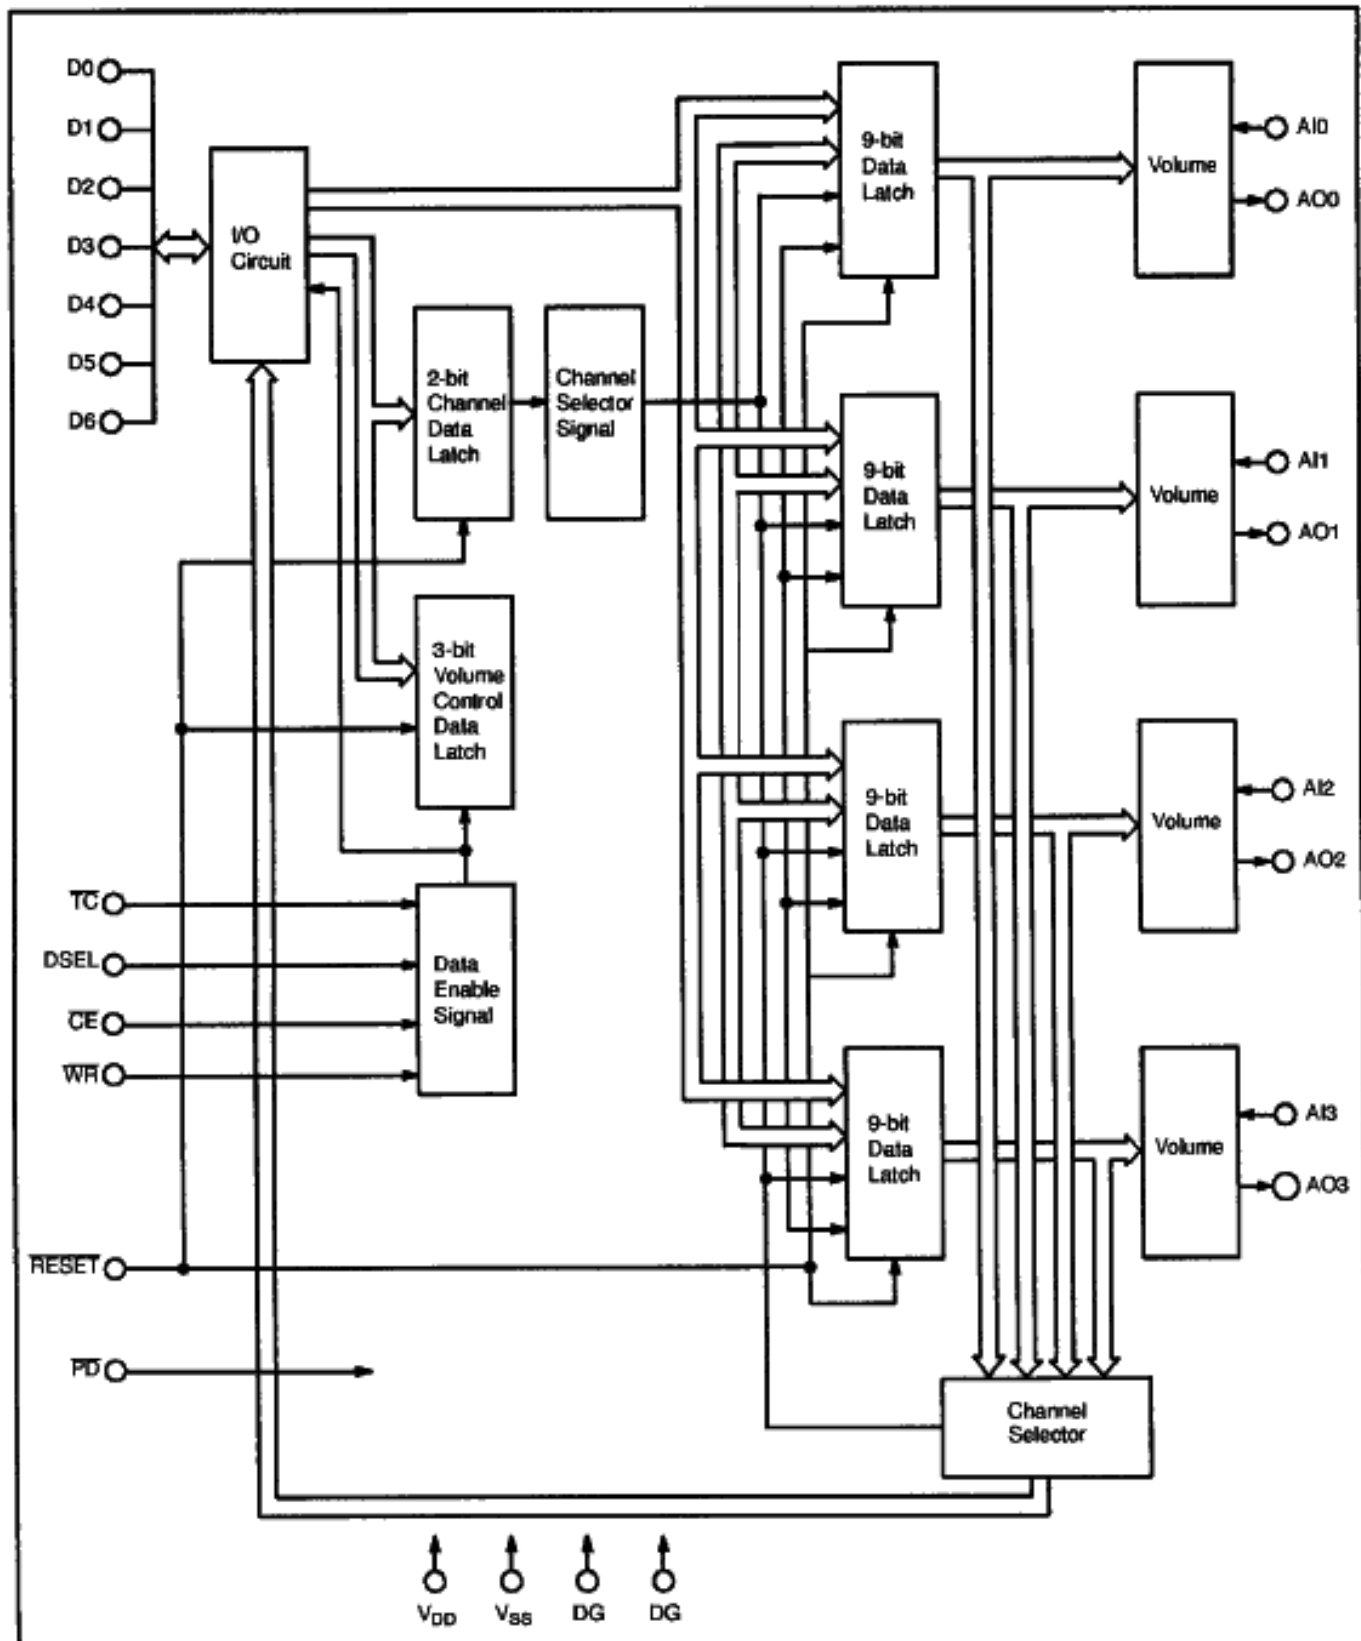 D0
D1
D2
D3
D4
D5
D6
I/O
Circuit
2-bit
Channel
Data
Latch
Channel
Selector
Signal
3-bit
Volume
Control
Data
Latch
TC
DSEL
CE
WR
Data
Enable
Signal
RESET
PD
9-bit
Data
Latch
Volume
AI0
AO0
9-bit
Data
Latch
Volume
AI1
AO1
9-bit
Data
Latch
Volume
AI2
AO2
9-bit
Data
Latch
Volume
AI3
AO3
Channel
Selector
VDD VSS DG DG